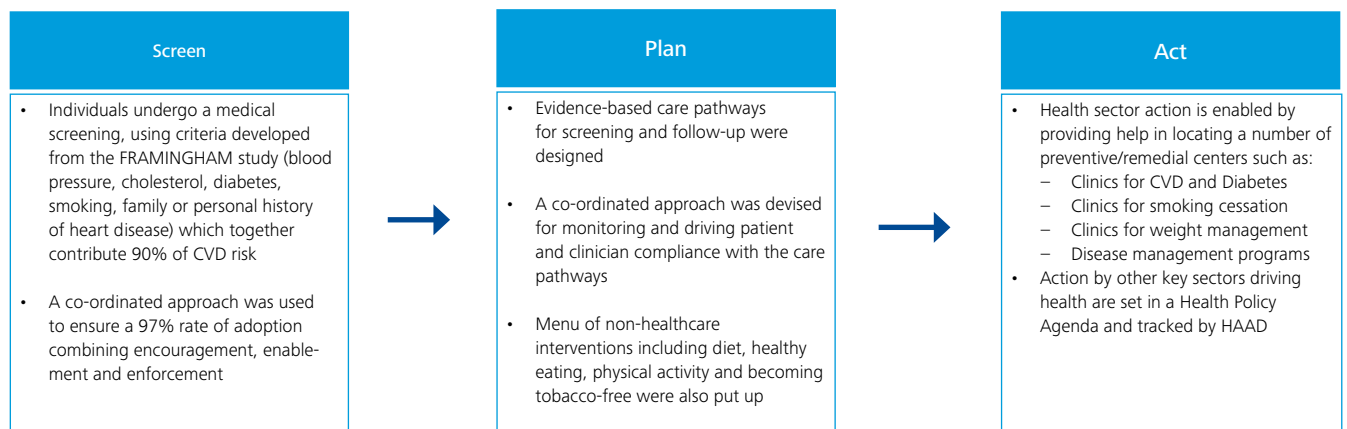 Screen
• Individuals undergo a medical
screening, using criteria developed
from the FRAMINGHAM study (blood
pressure, cholesterol, diabetes,
smoking, family or personal history
of heart disease) which together
contribute 90% of CVD risk
• A co-ordinated approach was used
to ensure a 97% rate of adoption
combining encouragement, enable-
ment and enforcement
Plan
• Evidence-based care pathways
for screening and follow-up were
designed
• A co-ordinated approach was devised
for monitoring and driving patient
and clinician compliance with the care
pathways
• Menu of non-healthcare
interventions including diet, healthy
eating, physical activity and becoming
tobacco-free were also put up
Act
• Health sector action is enabled by
providing help in locating a number of
preventive/remedial centers such as:
– Clinics for CVD and Diabetes
– Clinics for smoking cessation
– Clinics for weight management
– Disease management programs
• Action by other key sectors driving
health are set in a Health Policy
Agenda and tracked by HAAD